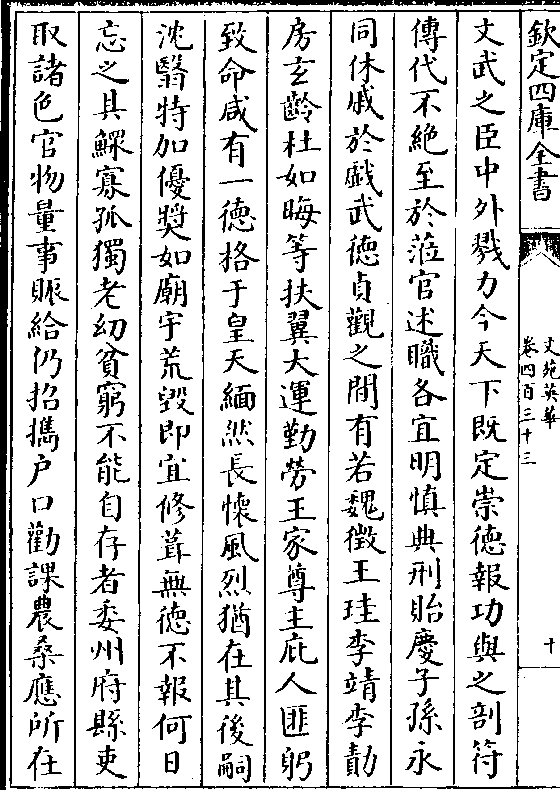 欽定四庫全書
文苑英華
卷四百三十三
十
文武之臣中外戮力今天下既定崇德報功與之剖符
傳代不絶至於蒞官述職各宜明慎典刑貽慶子孫永
同休戚於戯武德貞觀之間有若魏徵王珪李靖李勣
房玄齡杜如晦等扶翼大運勤勞王家尊主庇人匪躬
致命咸有一德格于皇天緬然長懷風烈猶在其後嗣
沈翳特加優奬如廟宇荒毀即宜修葺無德不報何日
忘之其鰥寡孤獨老幼貧窮不能自存者委州府縣吏
取諸色官物量事賑給仍招攜户口勸課農桑應所在